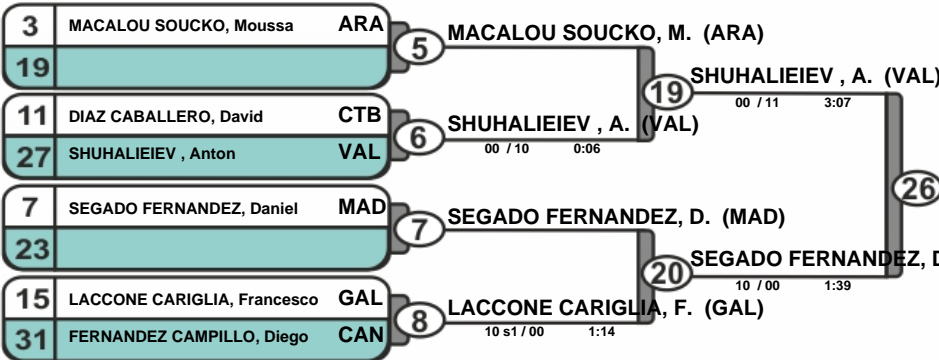 3 MACALOU SOUCKO, Moussa ARA
19
5 MACALOU SOUCKO, M. (ARA)
11 DIAZ CABALLERO, David CTB
27 SHUHALIEIEV , Anton VAL
6 SHUHALIEIEV , A. (VAL)
00 / 10 0:06
19 SHUHALIEIEV , A. (VAL)
00 / 11 3:07
7 SEGADO FERNANDEZ, Daniel MAD
23
7 SEGADO FERNANDEZ, D. (MAD)
15 LACCONE CARIGLIA, Francesco GAL
31 FERNANDEZ CAMPILLO, Diego CAN
8 LACCONE CARIGLIA, F. (GAL)
10 s1 / 00 1:14
20 SEGADO FERNANDEZ, D
10 / 00 1:39
26